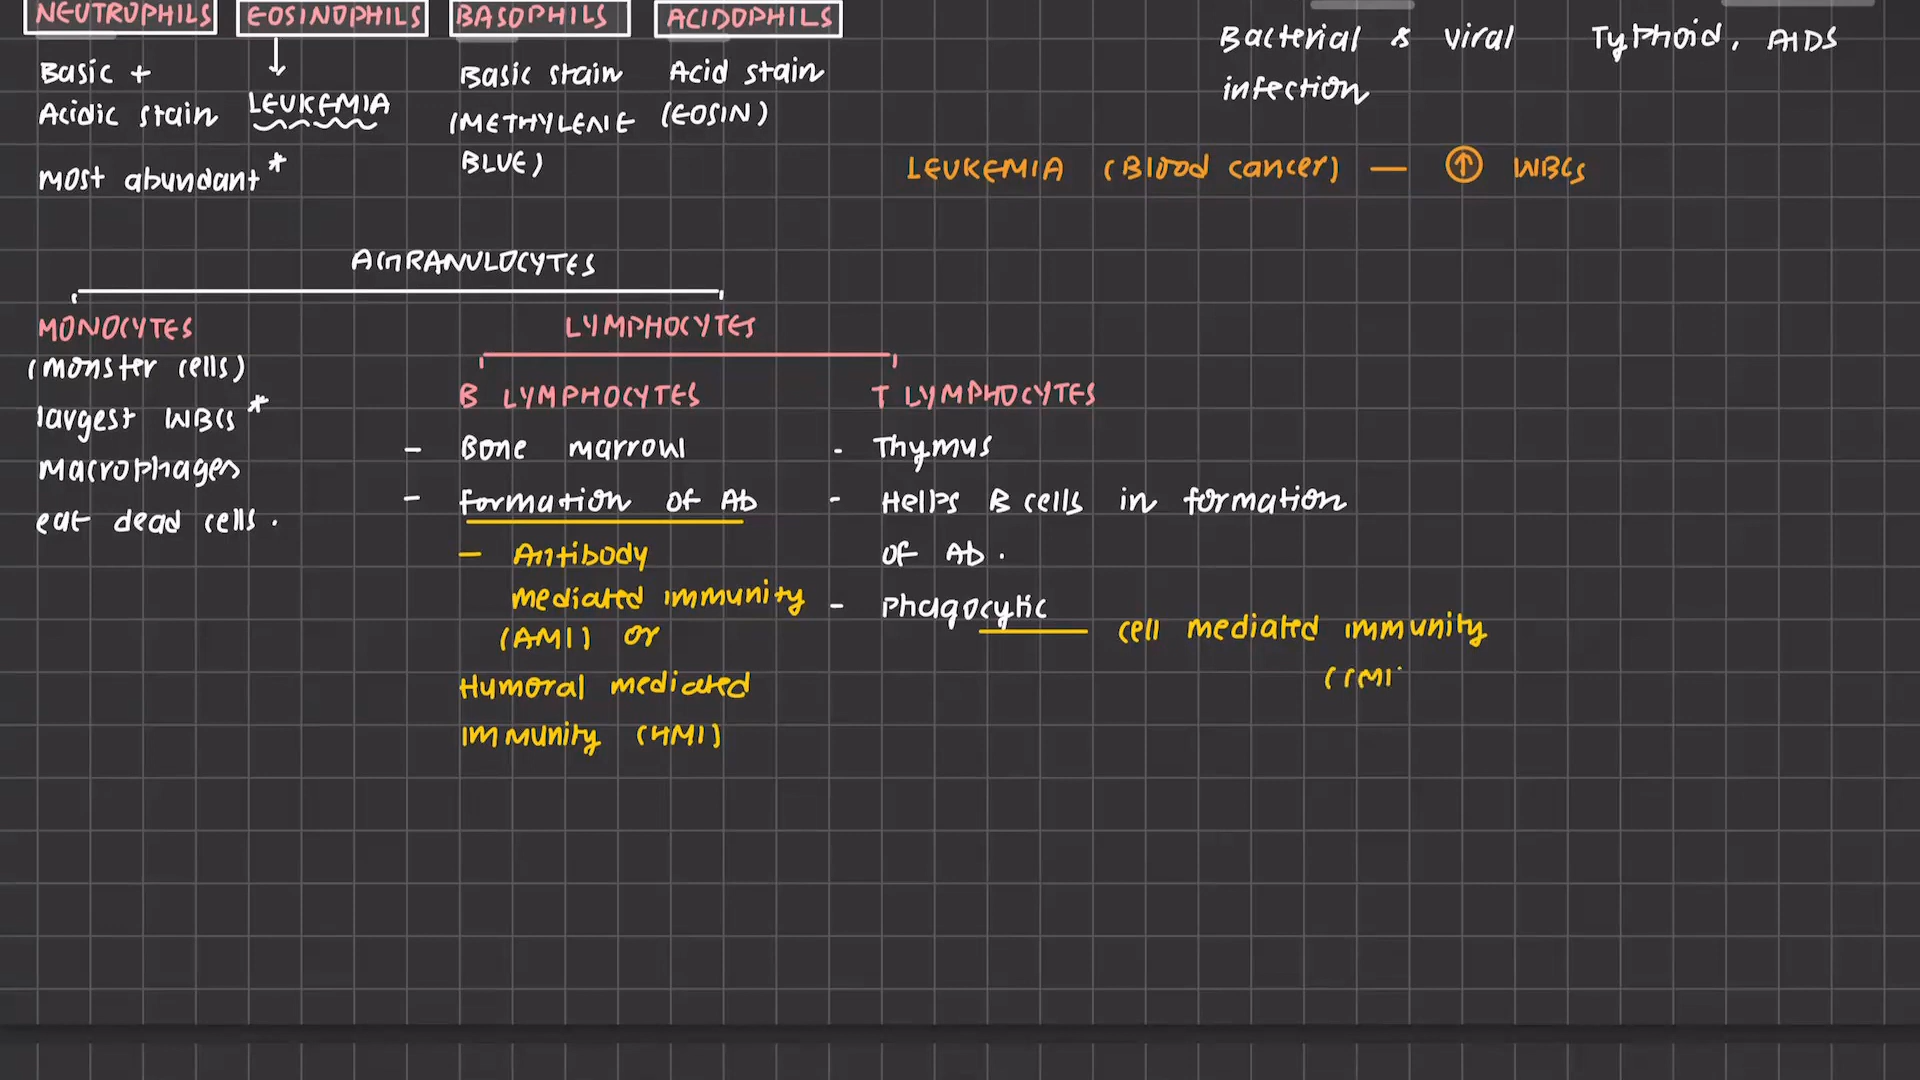 NEUTROPHILS EOSINOPHILS BASOPHILS ACIDOPHILS
Basic +
Acidic stain
most abundant*
LEUKEMIA
Basic stain
(METHYLENE
BLUE)
Acid stain
(EOSIN)
Bacterial & viral
infection
Typhoid, AIDS
LEUKEMIA (Blood cancer) — ↑ WBCs
AGRANULOCYTES
MONOCYTES
(monster cells)
largest WBCs*
Macrophages
eat dead cells.
LYMPHOCYTES
B LYMPHOCYTES
- Bone marrow
- formation of Ab
- Antibody
mediated immunity
(AMI) or
Humoral mediated
immunity (HMI)
T LYMPHOCYTES
- Thymus
- Helps B cells in formation
of Ab.
- Phagocytic
cell mediated immunity
(CMI